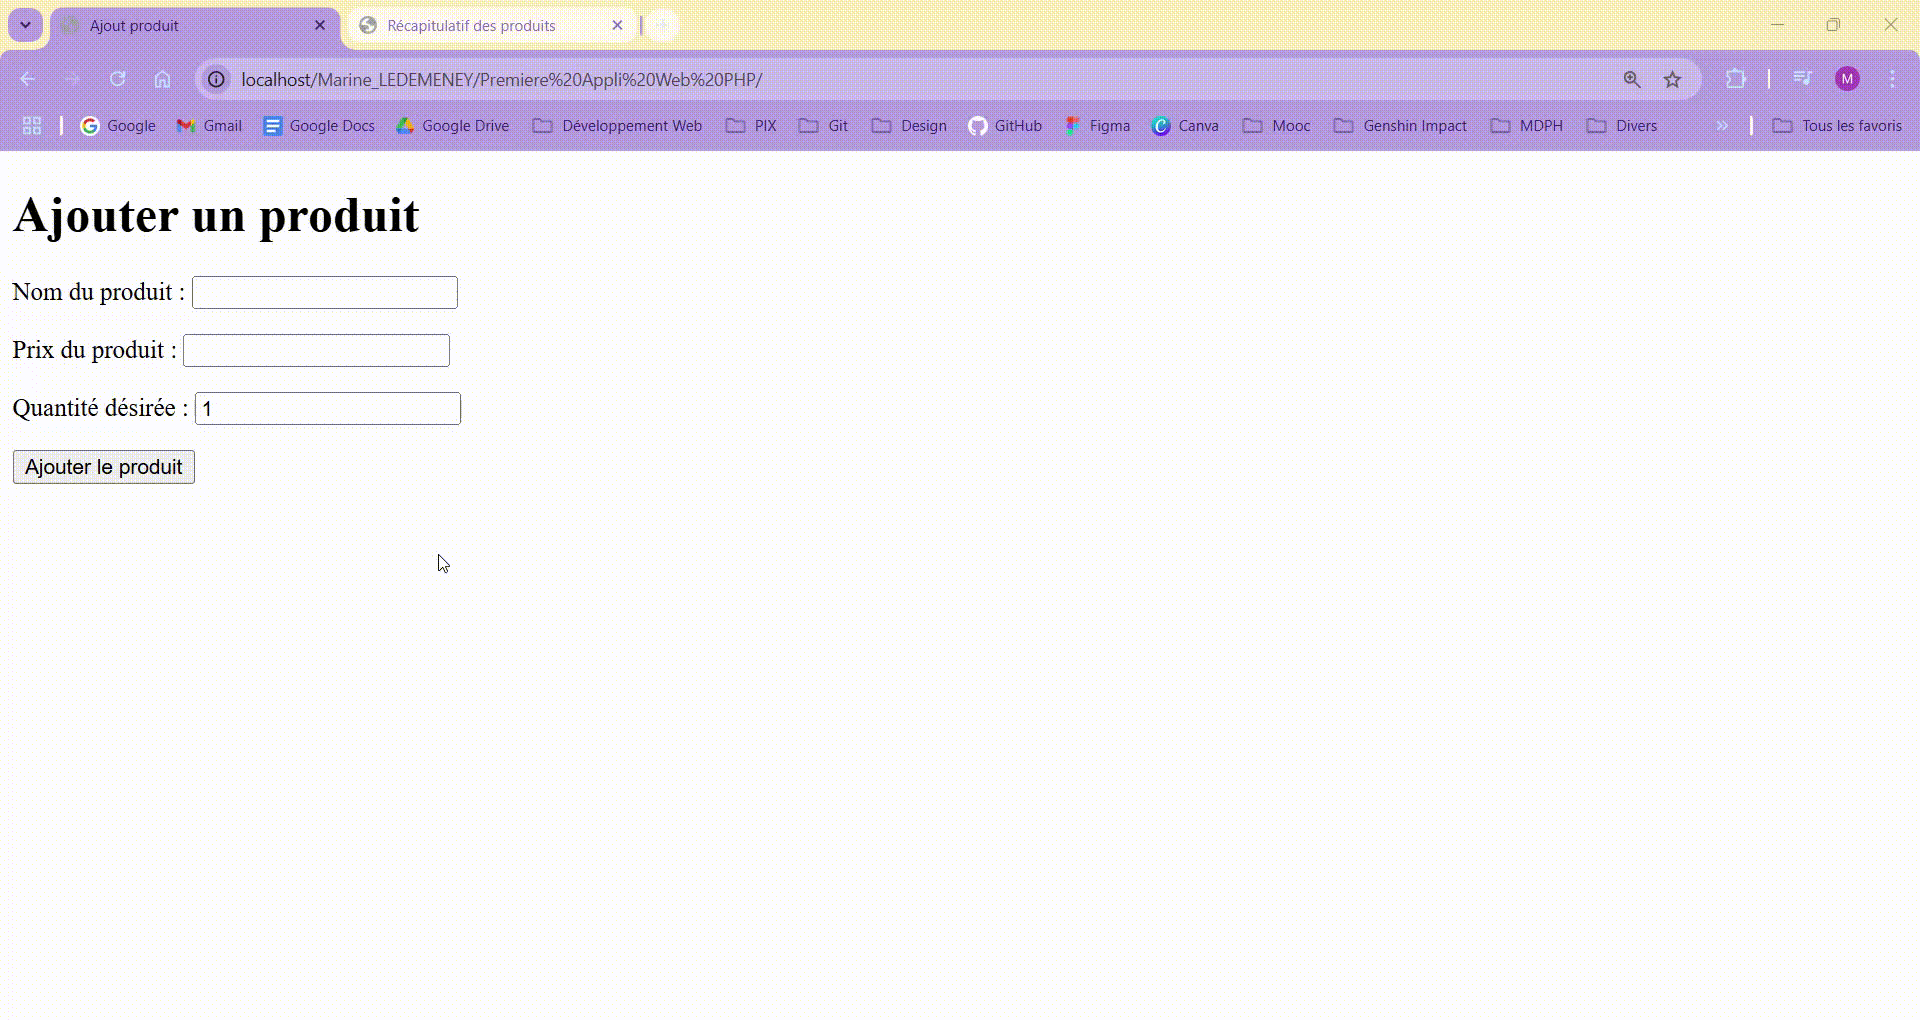 Ajout produit
Récapitulatif des produits
localhost/Marine_LEDEMENEY/Premiere%20Appli%20Web%20PHP/
M
Google Gmail Google Docs Google Drive Développement Web PIX Git Design GitHub Figma Canva Mooc Genshin Impact MDPH Divers » Tous les favoris
Ajouter un produit
Nom du produit :
Prix du produit :
Quantité désirée : 1
Ajouter le produit